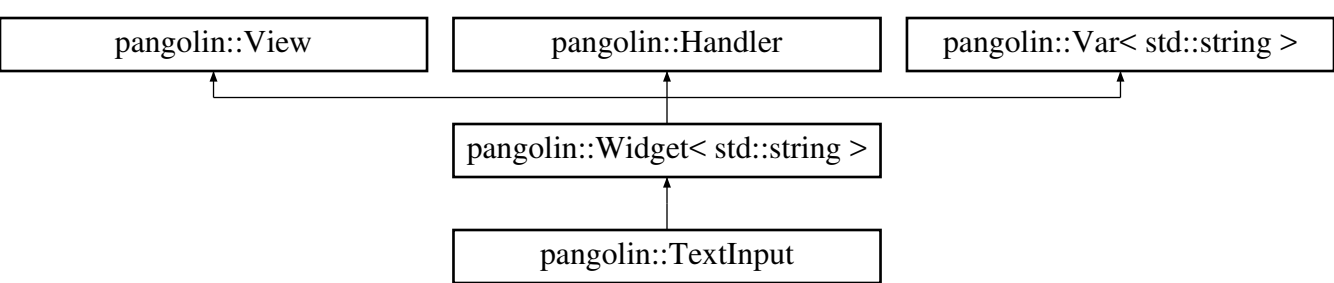 pangolin::View
pangolin::Handler
pangolin::Var< std::string >
pangolin::Widget< std::string >
pangolin::TextInput